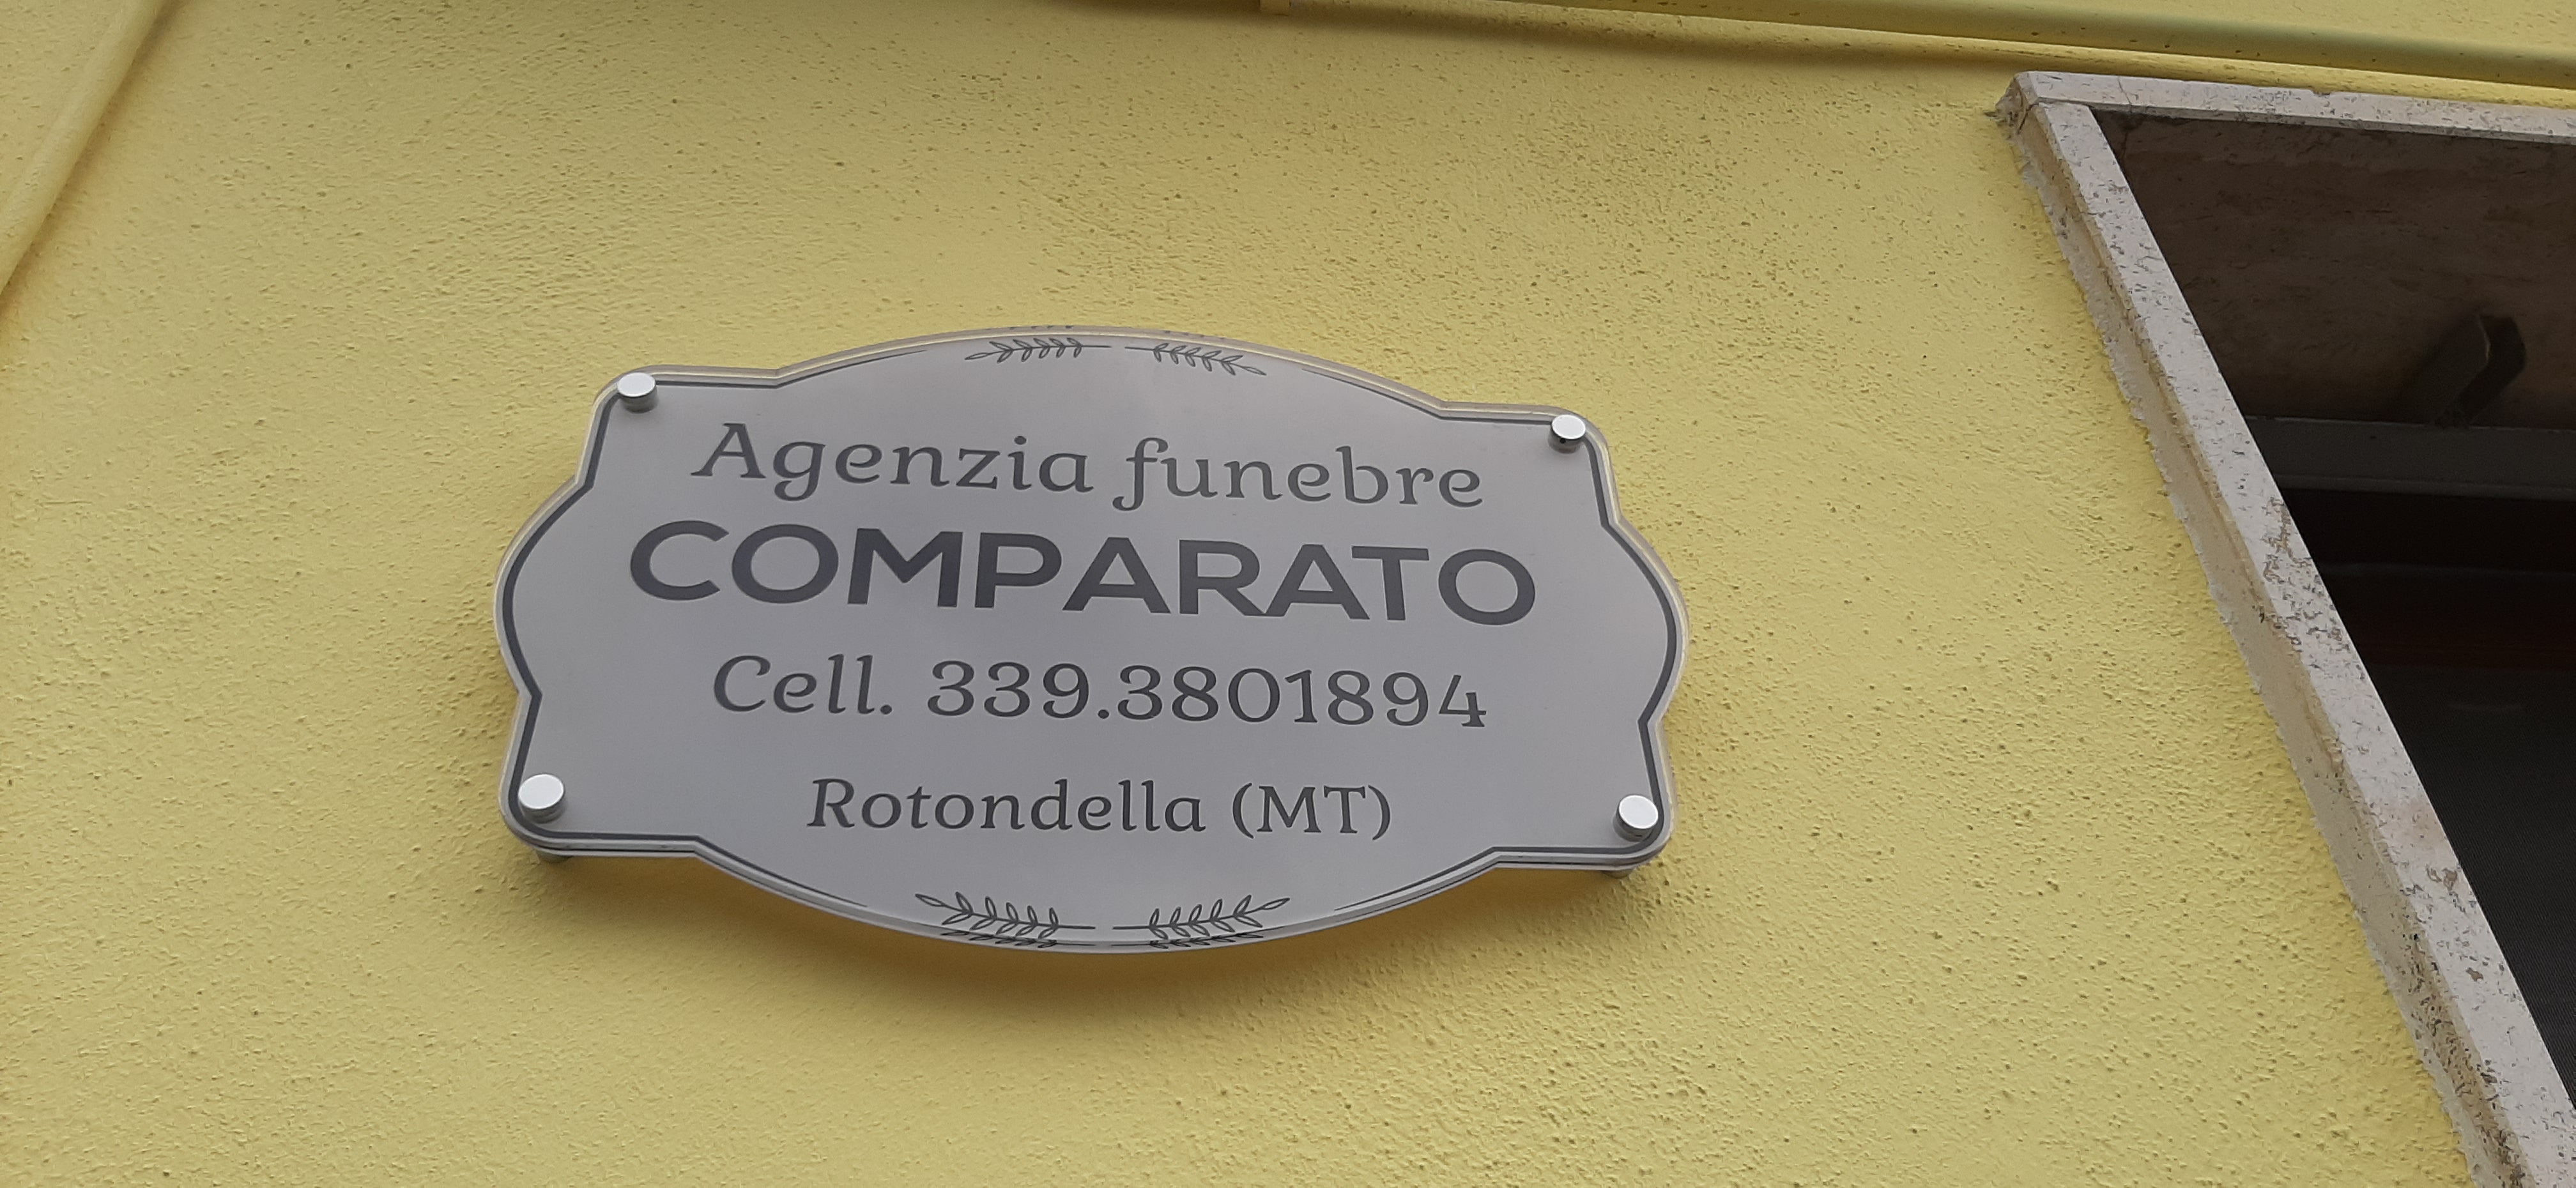 Agenzia funebre
COMPARATO
Cell. 339.3801894
Rotondella (MT)